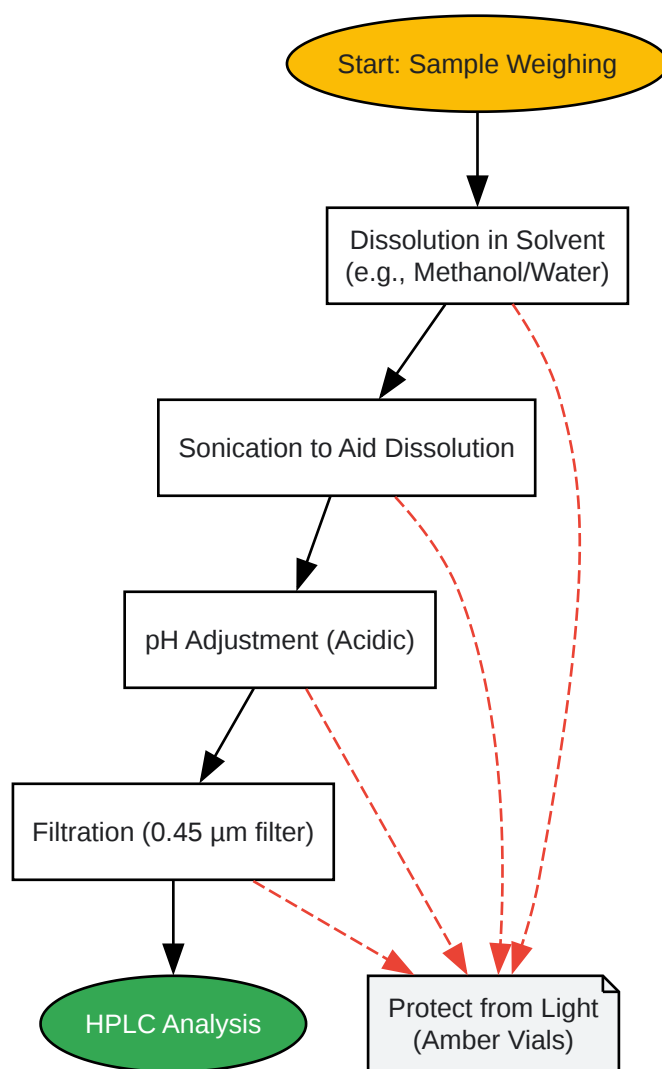 Start: Sample Weighing
Dissolution in Solvent
(e.g., Methanol/Water)
Sonication to Aid Dissolution
pH Adjustment (Acidic)
Filtration (0.45 µm filter)
HPLC Analysis
Protect from Light
(Amber Vials)